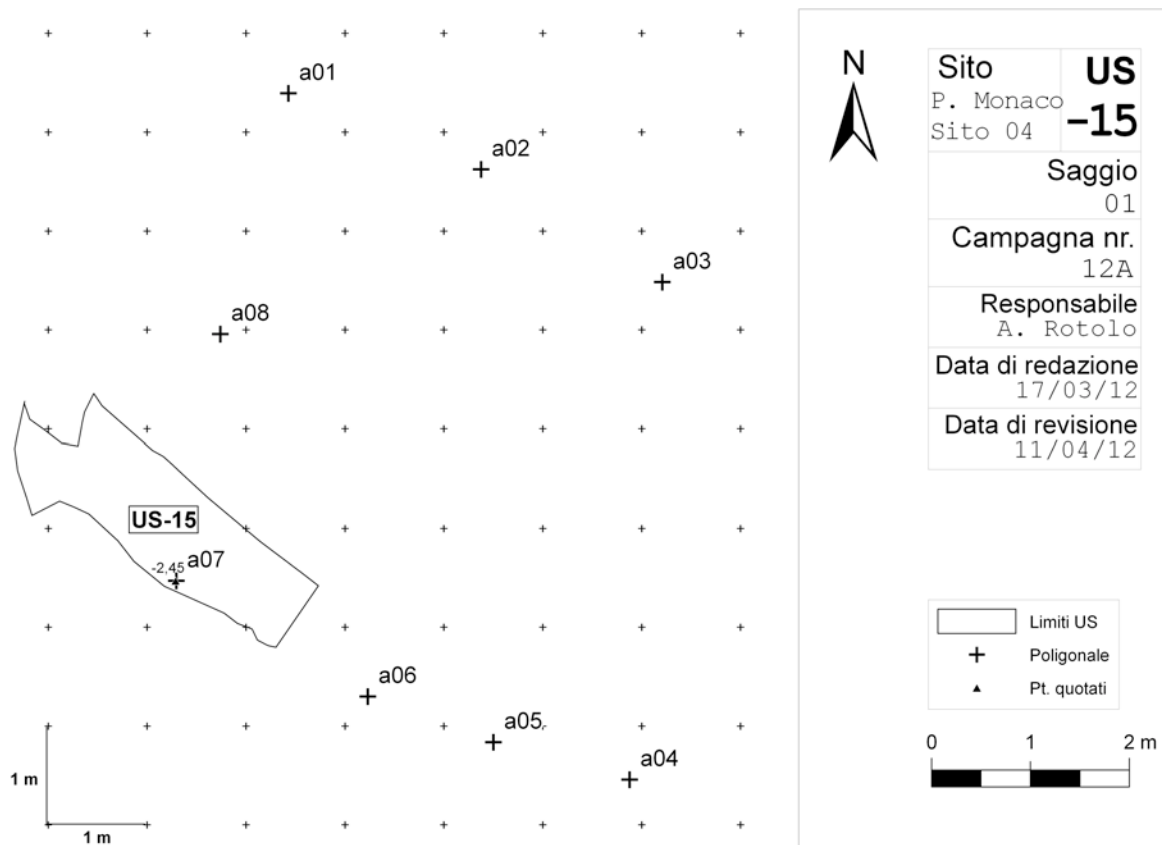 a01
a02
a03
a08
US-15
-2,45
a07
a06
a05
a04
1 m
1 m
N
Sito
US
P. Monaco
Sito 04
-15
Saggio
01
Campagna nr.
12A
Responsabile
A. Rotolo
Data di redazione
17/03/12
Data di revisione
11/04/12
Limiti US
Poligonale
Pt. quotati
0 1 2 m